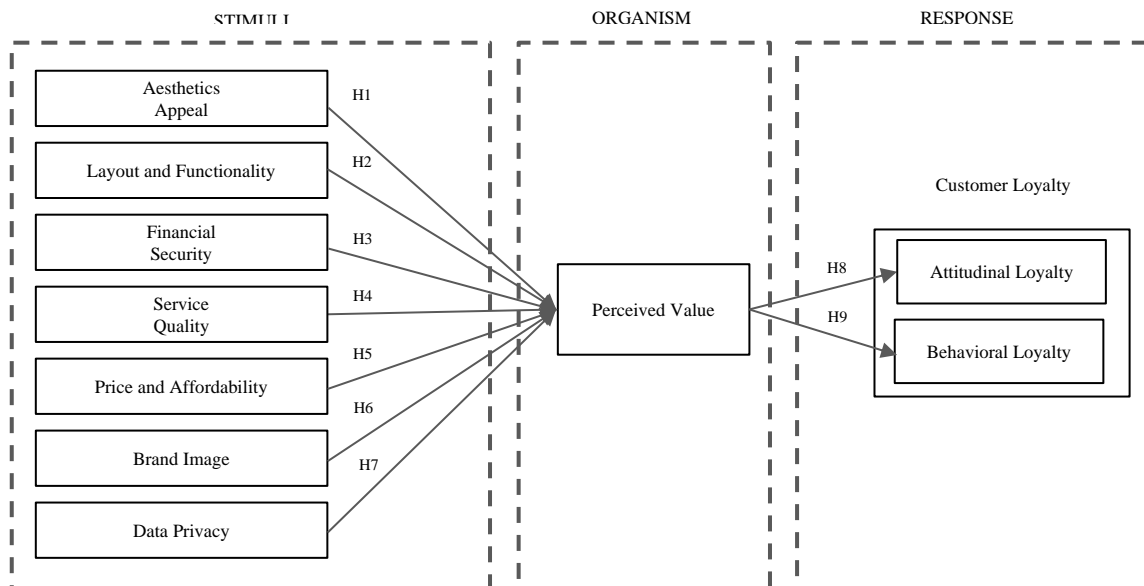 STIMULI
ORGANISM
RESPONSE
Aesthetics
Appeal
H1
Layout and Functionality
H2
Financial
Security
H3
Service
Quality
H4
Price and Affordability
H5
Brand Image
H6
Data Privacy
H7
Perceived Value
Customer Loyalty
H8
Attitudinal Loyalty
H9
Behavioral Loyalty